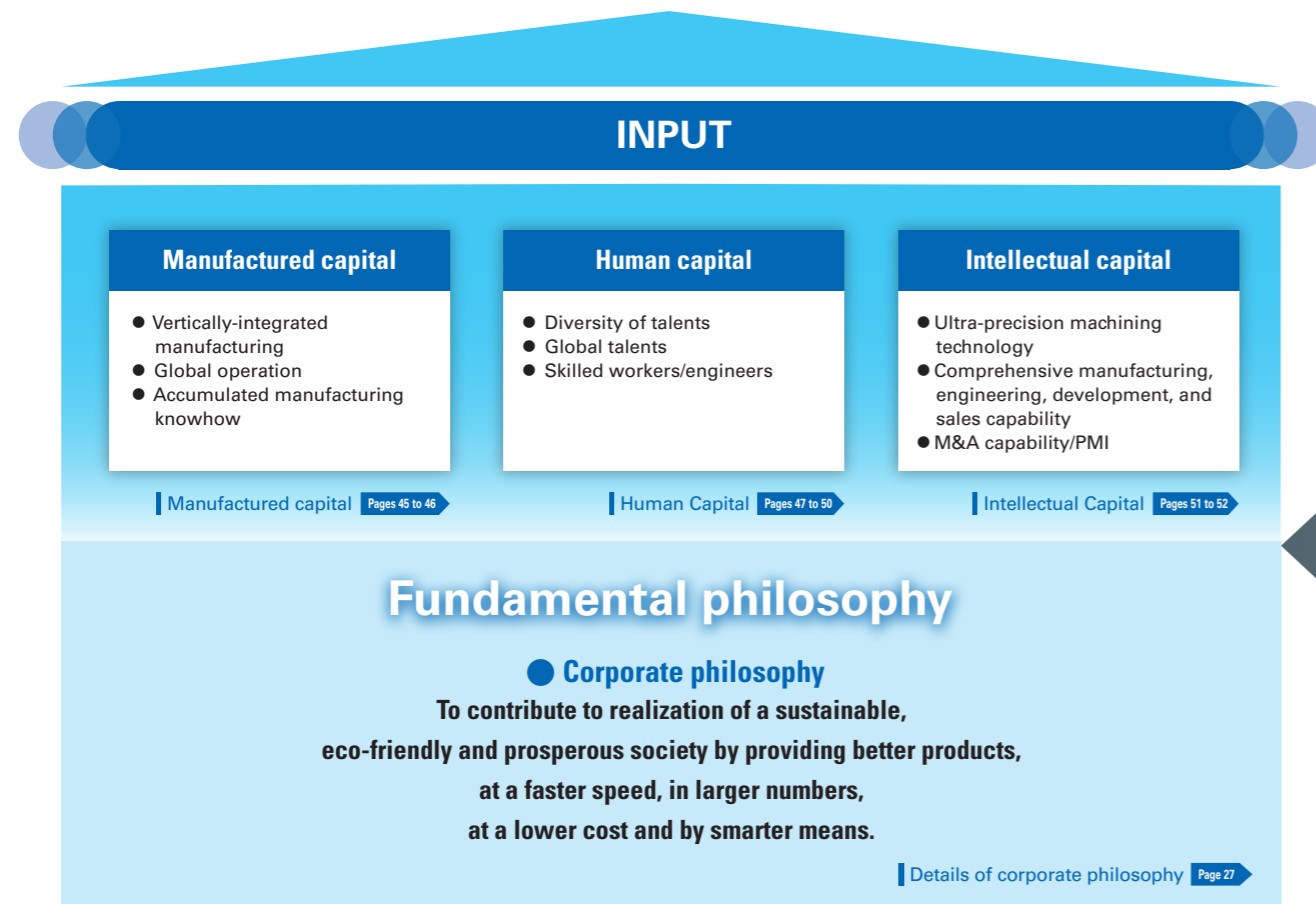 INPUT
Manufactured capital
● Vertically-integrated
manufacturing
● Global operation
● Accumulated manufacturing
knowhow
Manufactured capital Pages 45 to 46
Human capital
● Diversity of talents
● Global talents
● Skilled workers/engineers
Human Capital Pages 47 to 50
Intellectual capital
● Ultra-precision machining
technology
● Comprehensive manufacturing,
engineering, development, and
sales capability
● M&A capability/PMI
Intellectual Capital Pages 51 to 52
Fundamental philosophy
● Corporate philosophy
To contribute to realization of a sustainable,
eco-friendly and prosperous society by providing better products,
at a faster speed, in larger numbers,
at a lower cost and by smarter means.
Details of corporate philosophy Page 27